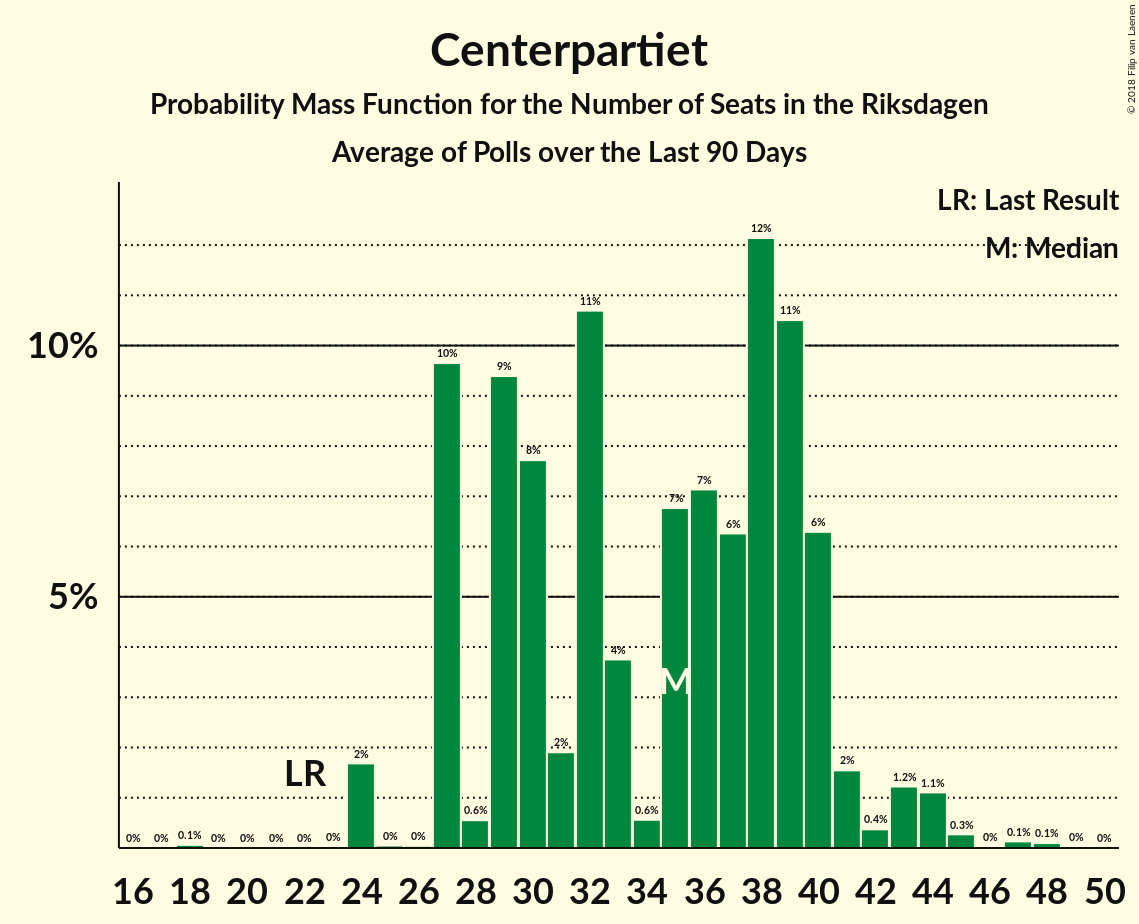 Centerpartiet
Probability Mass Function for the Number of Seats in the Riksdagen
Average of Polls over the Last 90 Days
© 2018 Filip van Laenen
LR: Last Result
M: Median
10%
5%
0% 0% 0.1% 0% 0% 0% 0% 0% 2% 0% 0% 10% 0.6% 9% 8% 2% 11% 4% 0.6% 7% 7% 6% 12% 11% 6% 2% 0.4% 1.2% 1.1% 0.3% 0% 0.1% 0.1% 0% 0%
LR
M
16 18 20 22 24 26 28 30 32 34 36 38 40 42 44 46 48 50